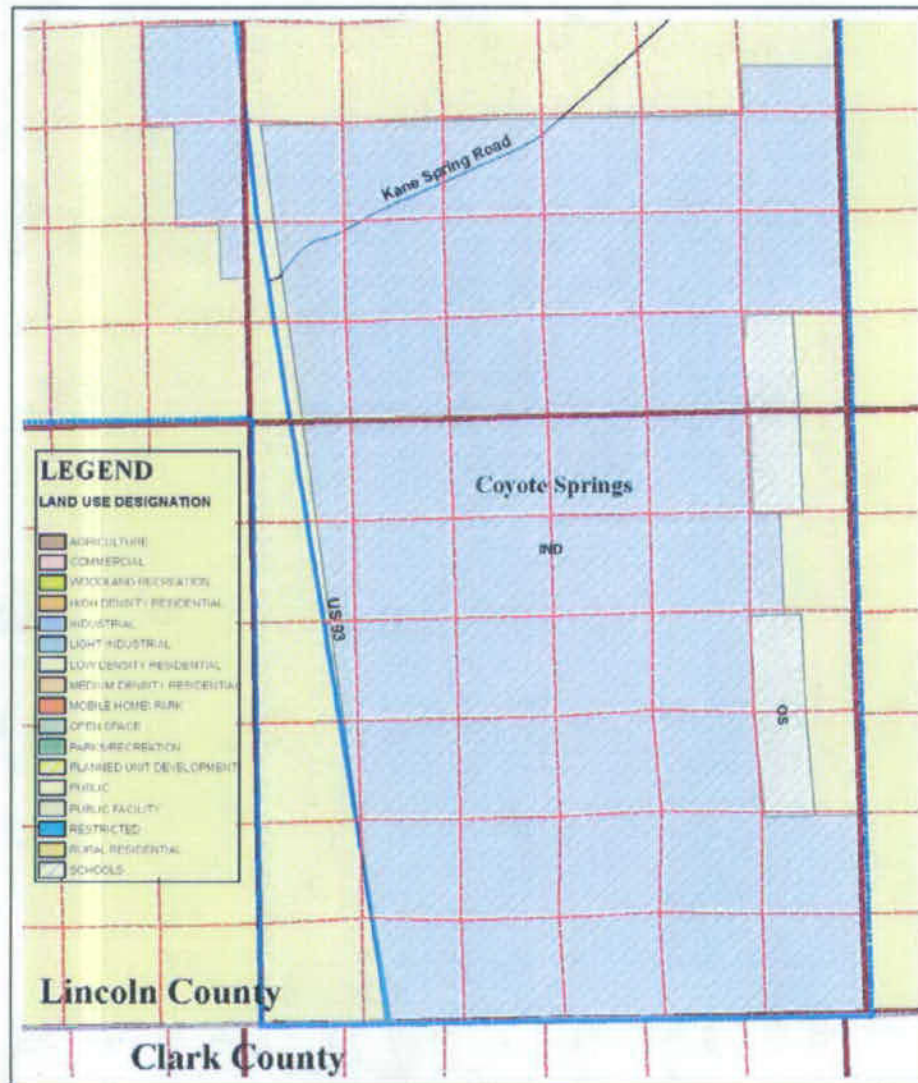 Kane Spring Road
LEGEND
LAND USE DESIGNATION
AGRICULTURE
COMMERCIAL
WOODLAND RECREATION
HIGH DENSITY RESIDENTIAL
INDUSTRIAL
LIGHT INDUSTRIAL
LOW DENSITY RESIDENTIAL
MEDIUM DENSITY RESIDENTIAL
MOBILE HOME PARK
OPEN SPACE
PARKS/RECREATION
PLANNED UNIT DEVELOPMENT
PUBLIC
PUBLIC FACILITY
RESTRICTED
RURAL RESIDENTIAL
SCHOOLS
Coyote Springs
IND
US 93
OS
Lincoln County
Clark County